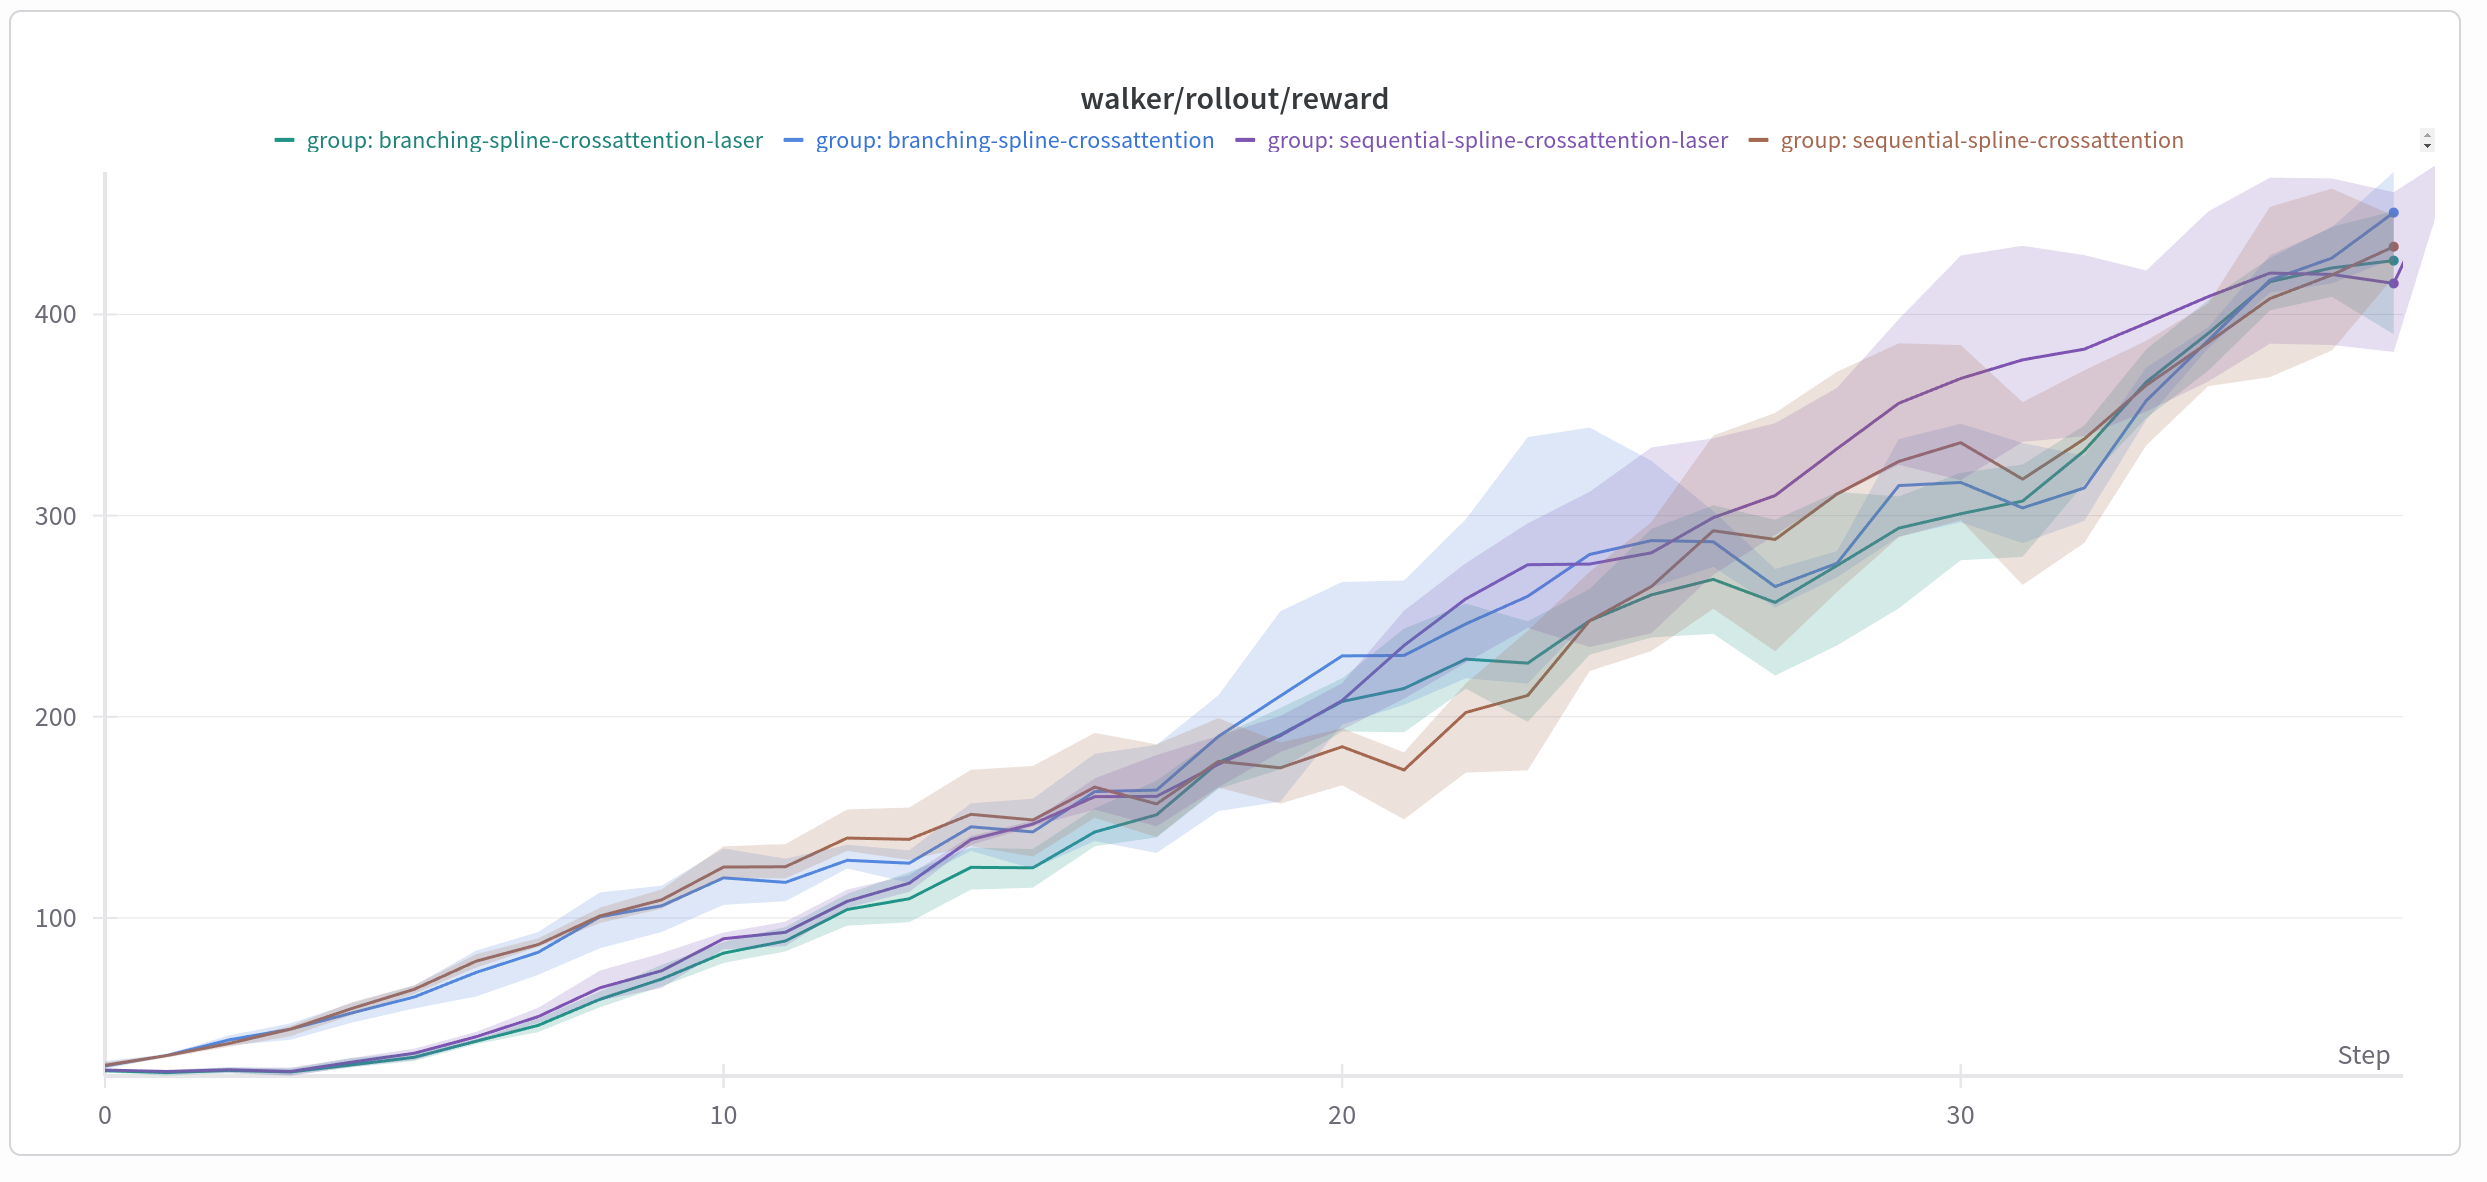 walker/rollout/reward
group: branching-spline-crossattention-laser group: branching-spline-crossattention group: sequential-spline-crossattention-laser group: sequential-spline-crossattention
400
300
200
100
Step
0 10 20 30